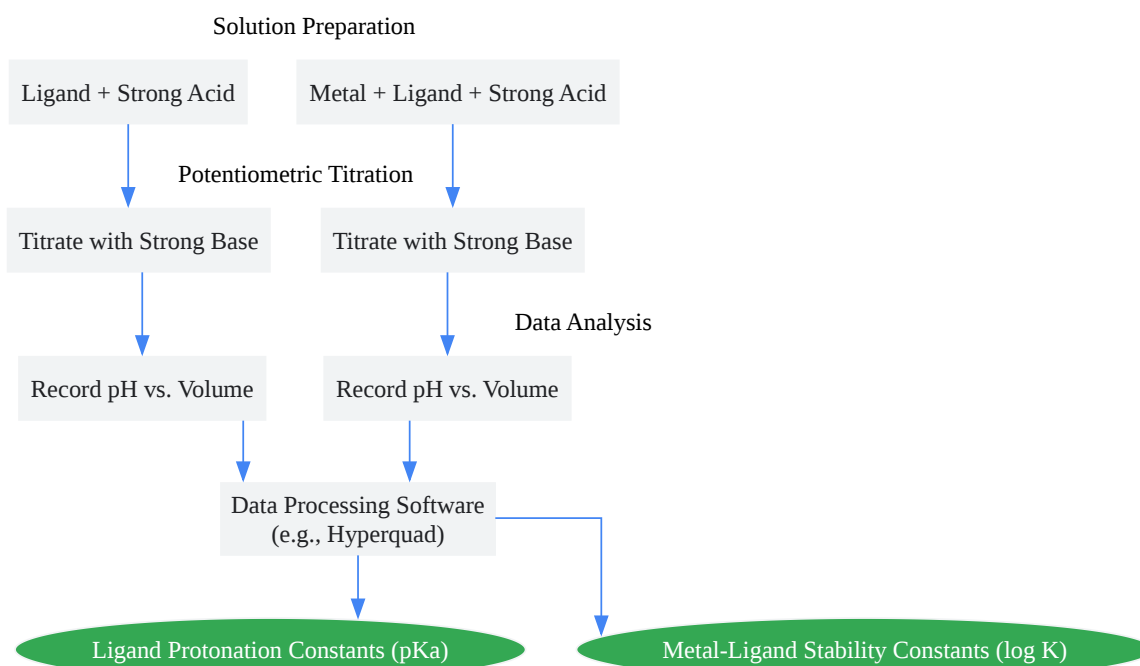 Solution Preparation
Ligand + Strong Acid
Metal + Ligand + Strong Acid
Potentiometric Titration
Titrate with Strong Base
Titrate with Strong Base
Data Analysis
Record pH vs. Volume
Record pH vs. Volume
Data Processing Software
(e.g., Hyperquad)
Ligand Protonation Constants (pKa)
Metal-Ligand Stability Constants (log K)